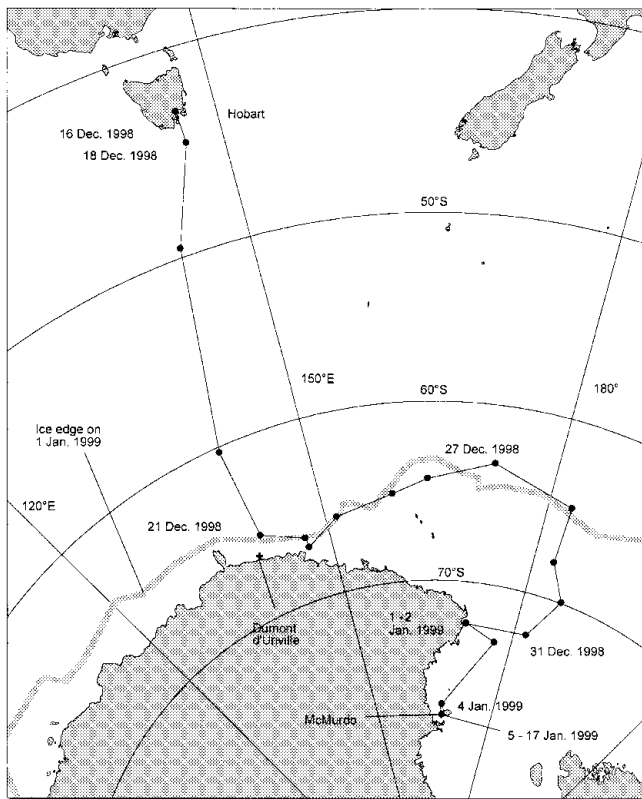 Hobart
16 Dec. 1998
18 Dec. 1998
50°S
150°E
60°S
180°
Ice edge on
1 Jan. 1999
27 Dec. 1998
120°E
21 Dec. 1998
70°S
1 - 2
Jan. 1999
Dumont
d'Urville
31 Dec. 1998
4 Jan. 1999
McMurdo
5 - 17 Jan. 1999